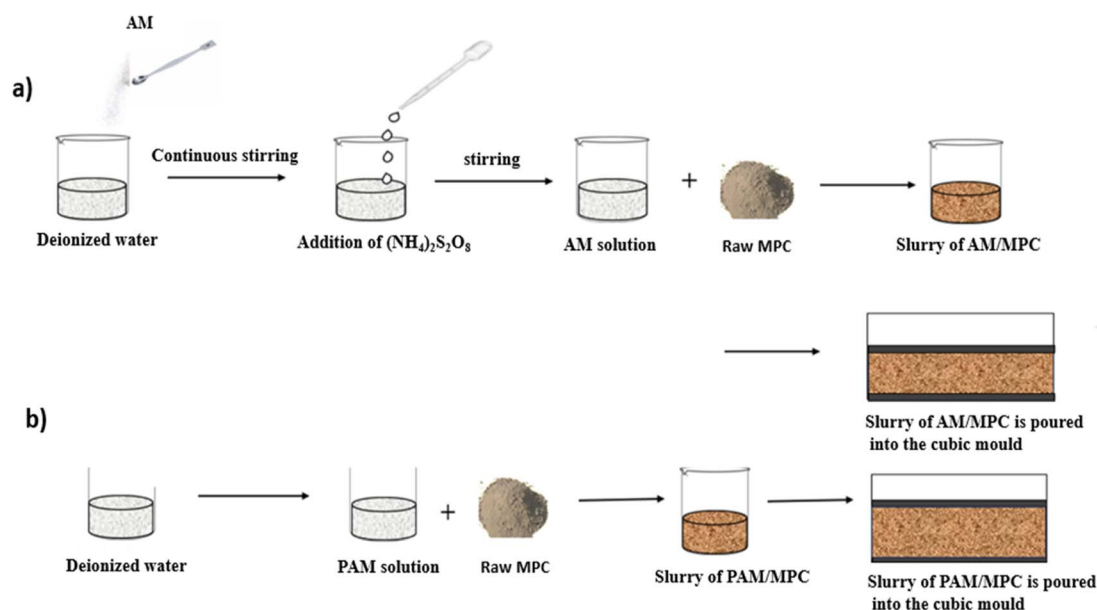 AM
a)
Continuous stirring
stirring
+
Deionized water
Addition of (NH₄)₂S₂O₈
AM solution
Raw MPC
Slurry of AM/MPC
Slurry of AM/MPC is poured
into the cubic mould
b)
+
Deionized water
PAM solution
Raw MPC
Slurry of PAM/MPC
Slurry of PAM/MPC is poured
into the cubic mould